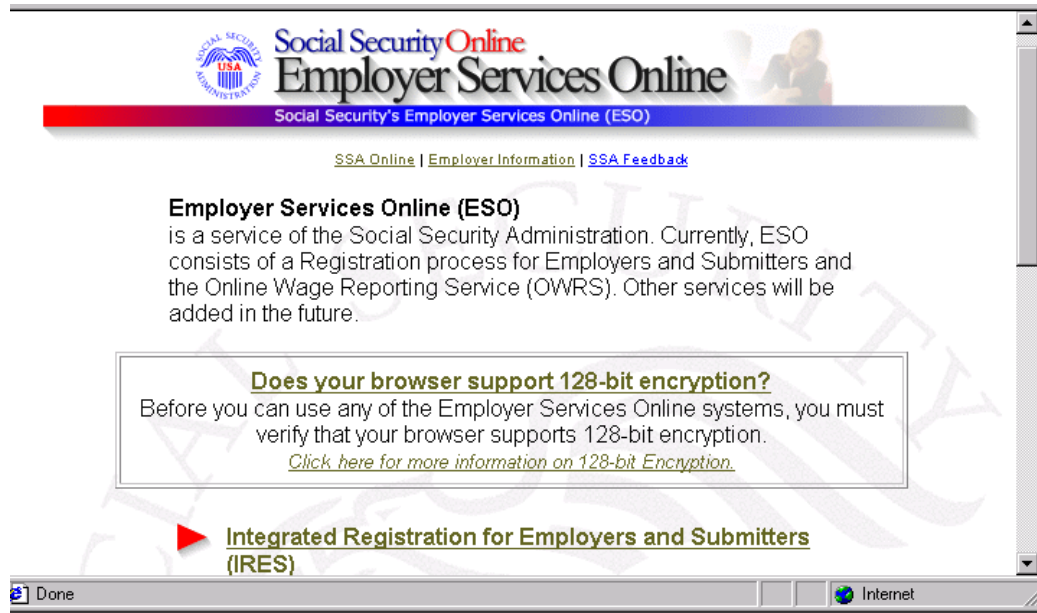 SOCIAL SECURITY ADMINISTRATION
USA
Social Security Online
Employer Services Online
Social Security's Employer Services Online (ESO)
SSA Online | Employer Information | SSA Feedback
Employer Services Online (ESO)
is a service of the Social Security Administration. Currently, ESO
consists of a Registration process for Employers and Submitters and
the Online Wage Reporting Service (OWRS). Other services will be
added in the future.
Does your browser support 128-bit encryption?
Before you can use any of the Employer Services Online systems, you must
verify that your browser supports 128-bit encryption.
Click here for more information on 128-bit Encryption.
Integrated Registration for Employers and Submitters
(IRES)
CIAL SECURITY
Done
Internet